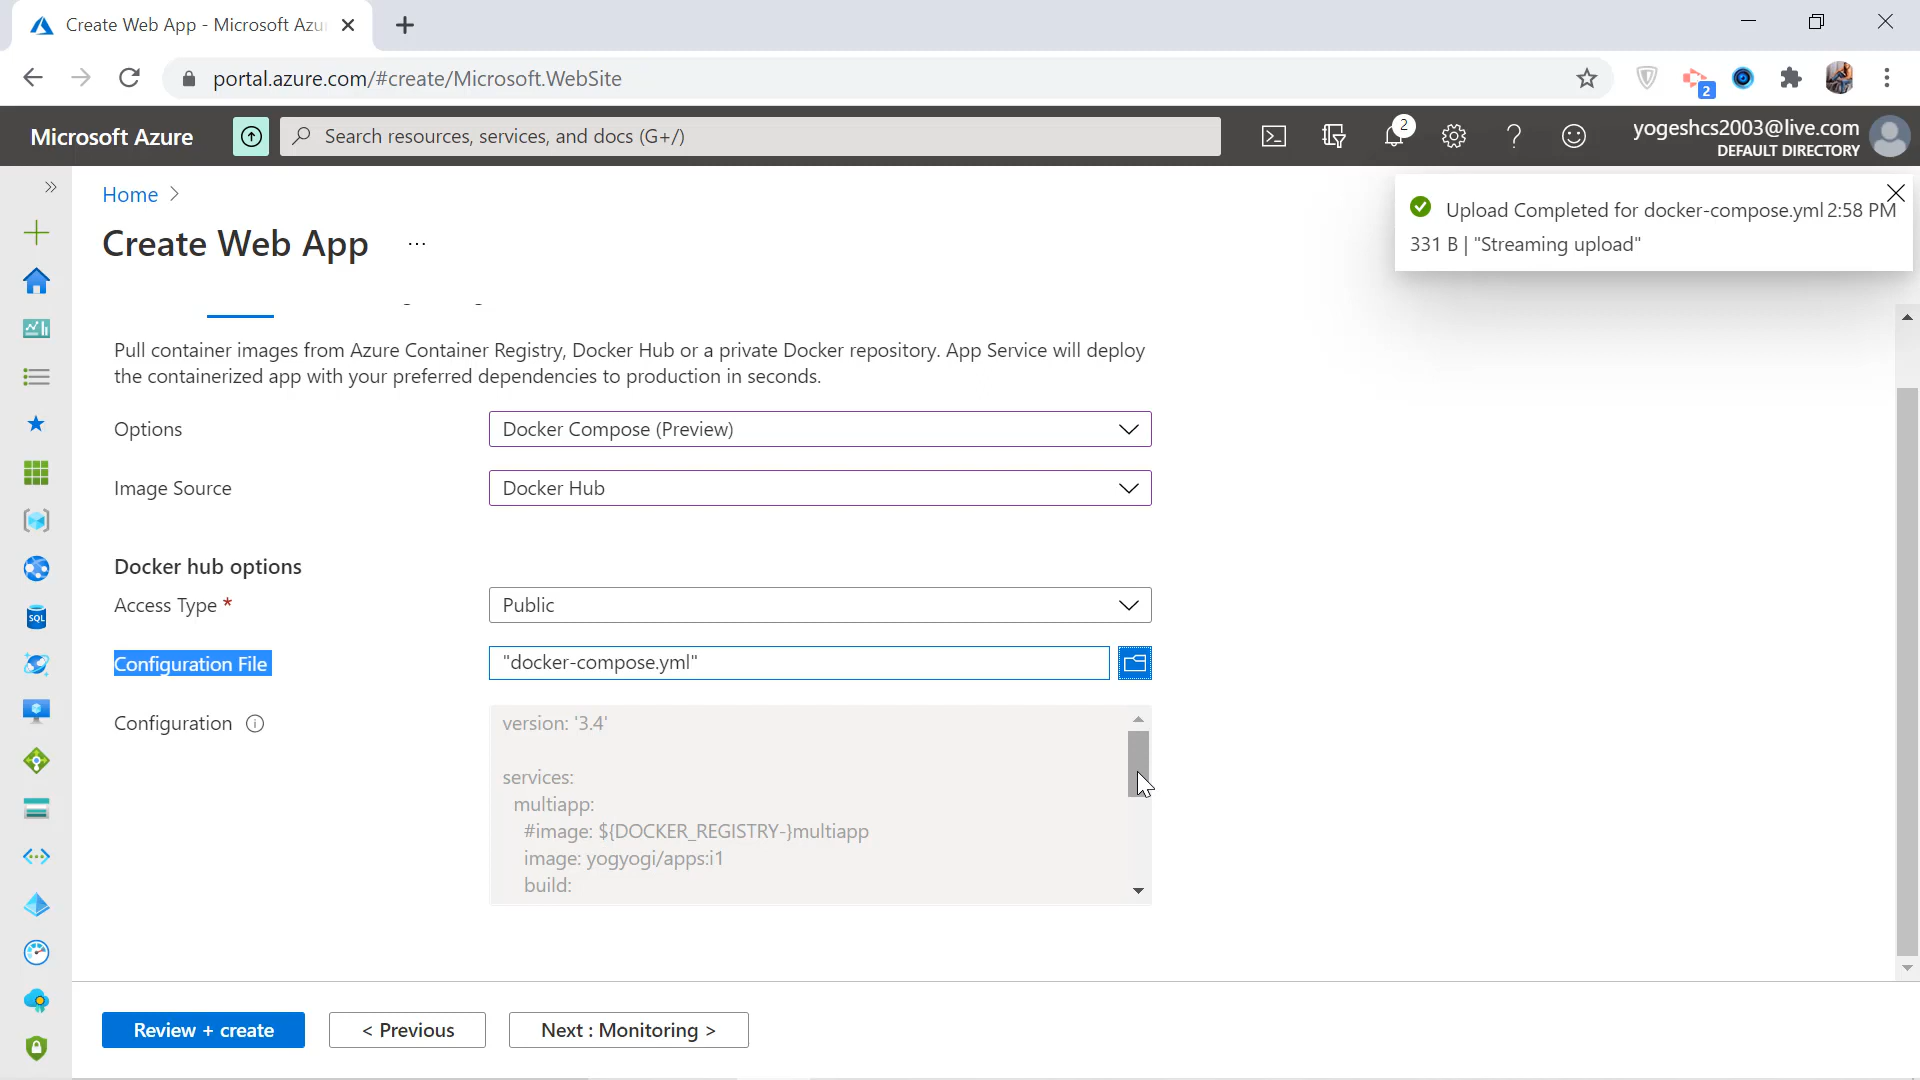 Create Web App - Microsoft Azu
portal.azure.com/#create/Microsoft.WebSite
2
Microsoft Azure
Search resources, services, and docs (G+/)
2
yogeshcs2003@live.com
DEFAULT DIRECTORY
Home >
Create Web App ...
Upload Completed for docker-compose.yml 2:58 PM
331 B | "Streaming upload"
Pull container images from Azure Container Registry, Docker Hub or a private Docker repository. App Service will deploy
the containerized app with your preferred dependencies to production in seconds.
Options
Docker Compose (Preview)
Image Source
Docker Hub
Docker hub options
Access Type *
Public
Configuration File
"docker-compose.yml"
Configuration
version: '3.4'
services:
multiapp:
#image: ${DOCKER_REGISTRY-}multiapp
image: yogyogi/apps:i1
build:
SQL
Review + create
< Previous
Next : Monitoring >